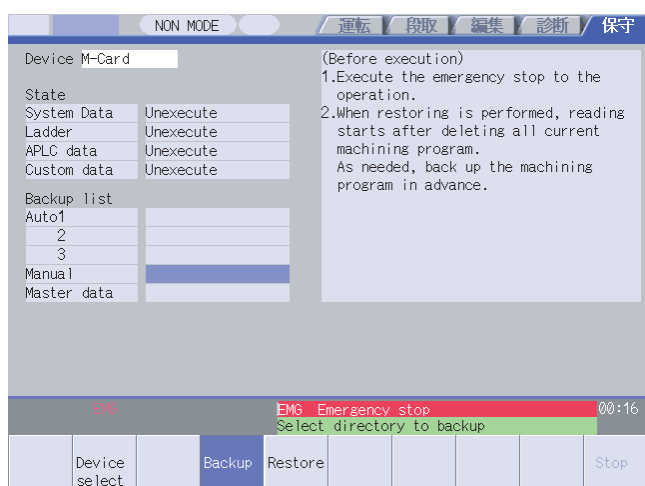 NON MODE
運転 段取 編集 診断 保守
Device M-Card
State
System Data Unexecute
Ladder Unexecute
APLC data Unexecute
Custom data Unexecute
Backup list
Auto1
2
3
Manual
Master data
(Before execution)
1.Execute the emergency stop to the
operation.
2.When restoring is performed, reading
starts after deleting all current
machining program.
As needed, back up the machining
program in advance.
EMG Emergency stop 00:16
Select directory to backup
Device select Backup Restore Stop